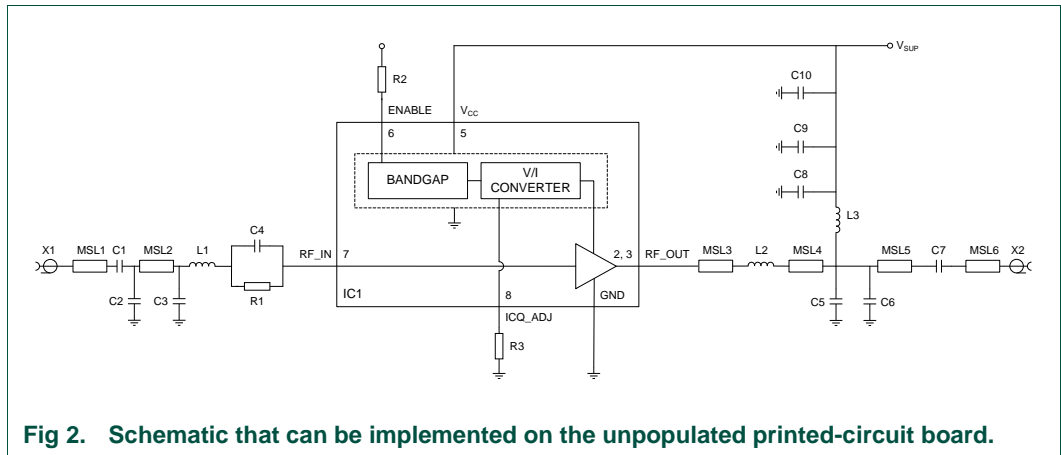 C10
V_SUP
R2
C9
ENABLE
V_CC
6
5
C8
BANDGAP
V/I
CONVERTER
L3
C4
X1
MSL1
C1
MSL2
L1
RF_IN
7
2, 3
RF_OUT
MSL3
L2
MSL4
MSL5
C7
MSL6
X2
C2
C3
R1
IC1
8
GND
C5
C6
ICQ_ADJ
R3
Fig 2. Schematic that can be implemented on the unpopulated printed-circuit board.